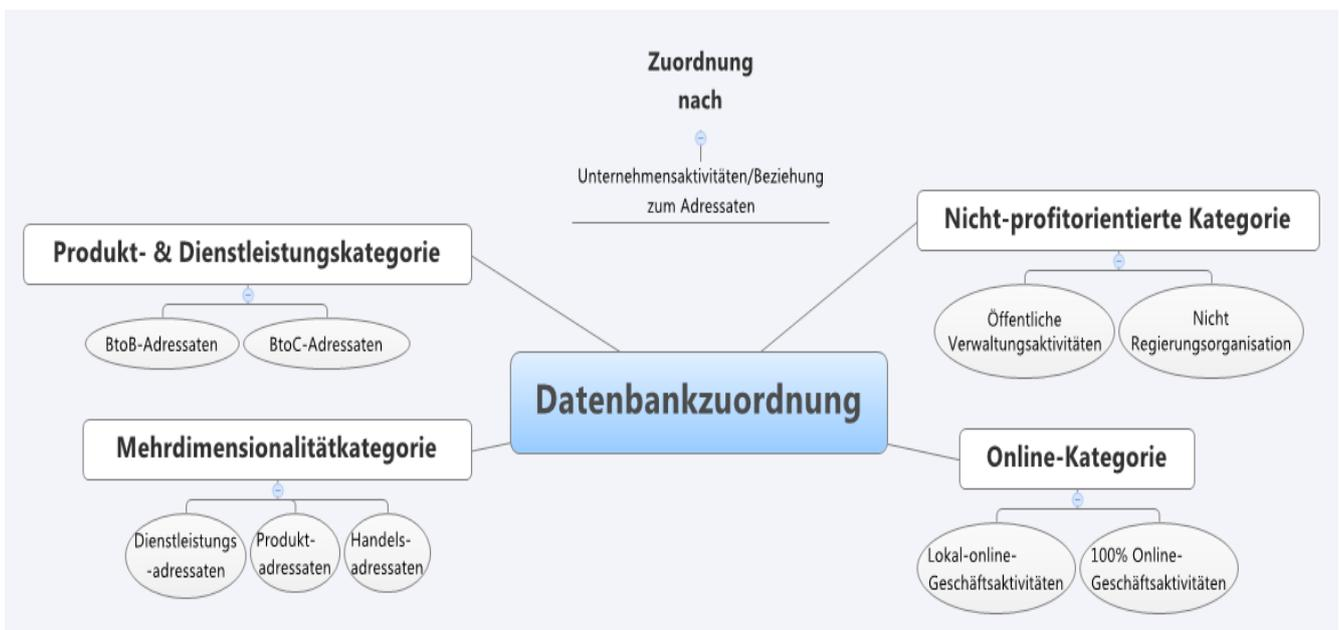 Zuordnung
nach
Unternehmensaktivitäten/Beziehung
zum Adressaten
Produkt- & Dienstleistungskategorie
BtoB-Adressaten
BtoC-Adressaten
Nicht-profitorientierte Kategorie
Öffentliche
Verwaltungsaktivitäten
Nicht
Regierungsorganisation
Datenbankzuordnung
Mehrdimensionalitätkategorie
Dienstleistungs
-adressaten
Produkt-
adressaten
Handels-
adressaten
Online-Kategorie
Lokal-online-
Geschäftsaktivitäten
100% Online-
Geschäftsaktivitäten